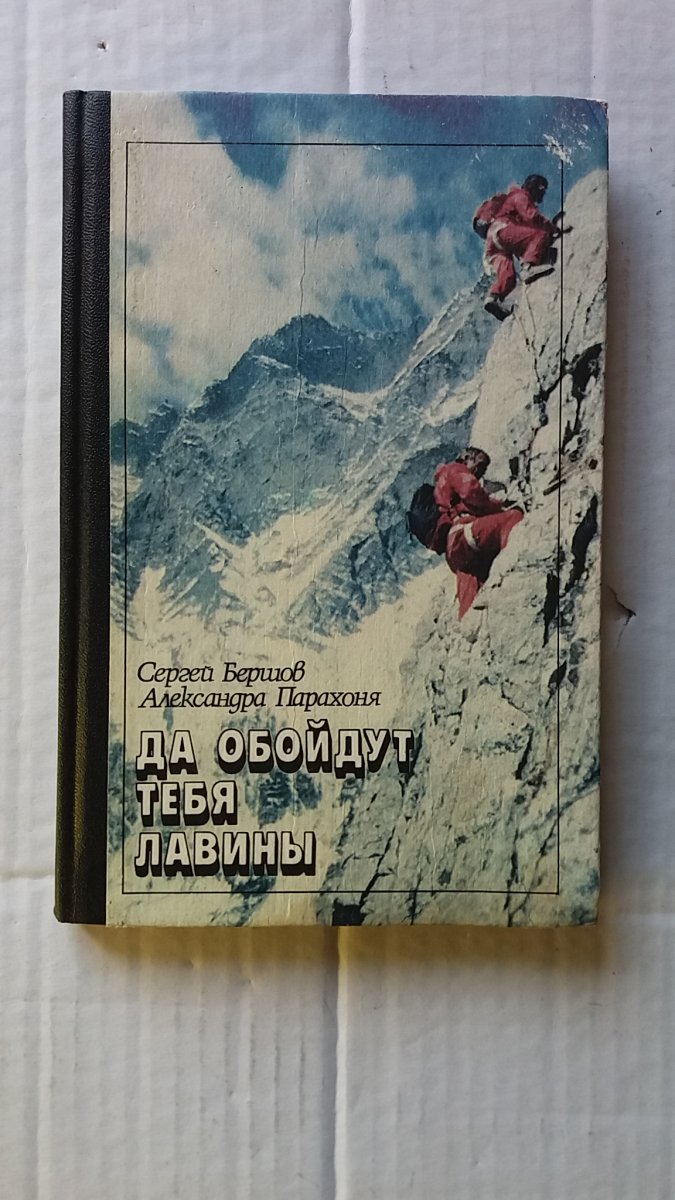 Сергей Бершов
Александра Парахоня
ДА ОБОЙДУТ
ТЕБЯ
ЛАВИНЫ